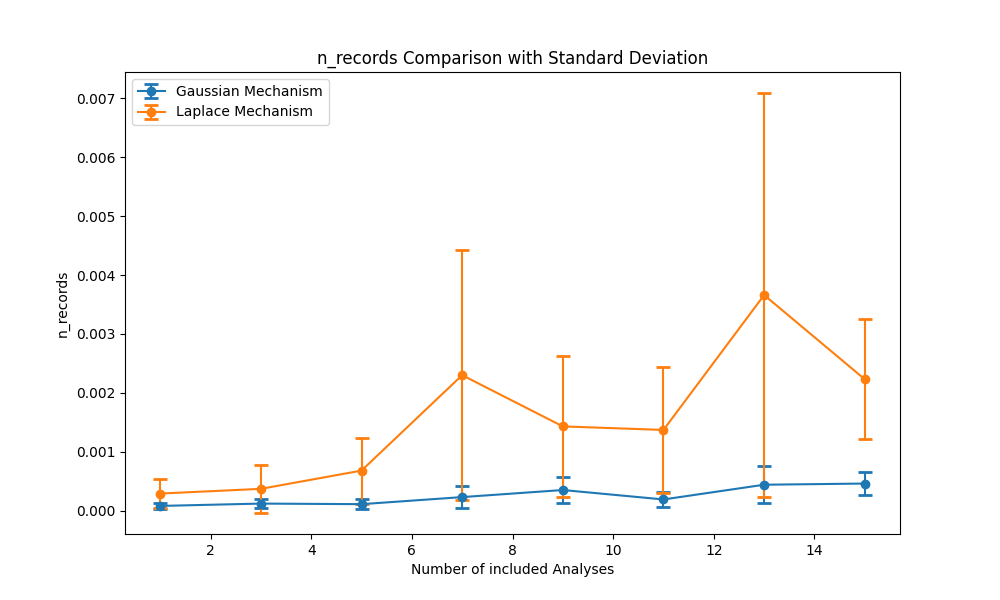 n_records Comparison with Standard Deviation
Gaussian Mechanism
Laplace Mechanism
n_records
0.007
0.006
0.005
0.004
0.003
0.002
0.001
0.000
2 4 6 8 10 12 14
Number of included Analyses